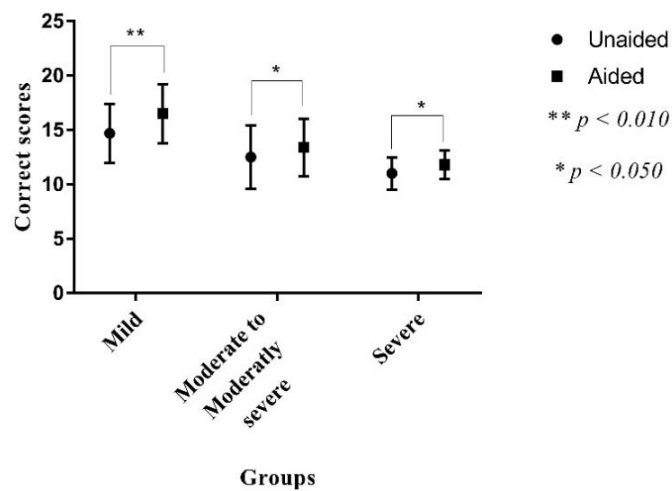 25
20
15
10
5
0
Correct scores
**
*
*
Mild
Moderate to
Moderatly
severe
Severe
Groups
Unaided
Aided
** p < 0.010
* p < 0.050